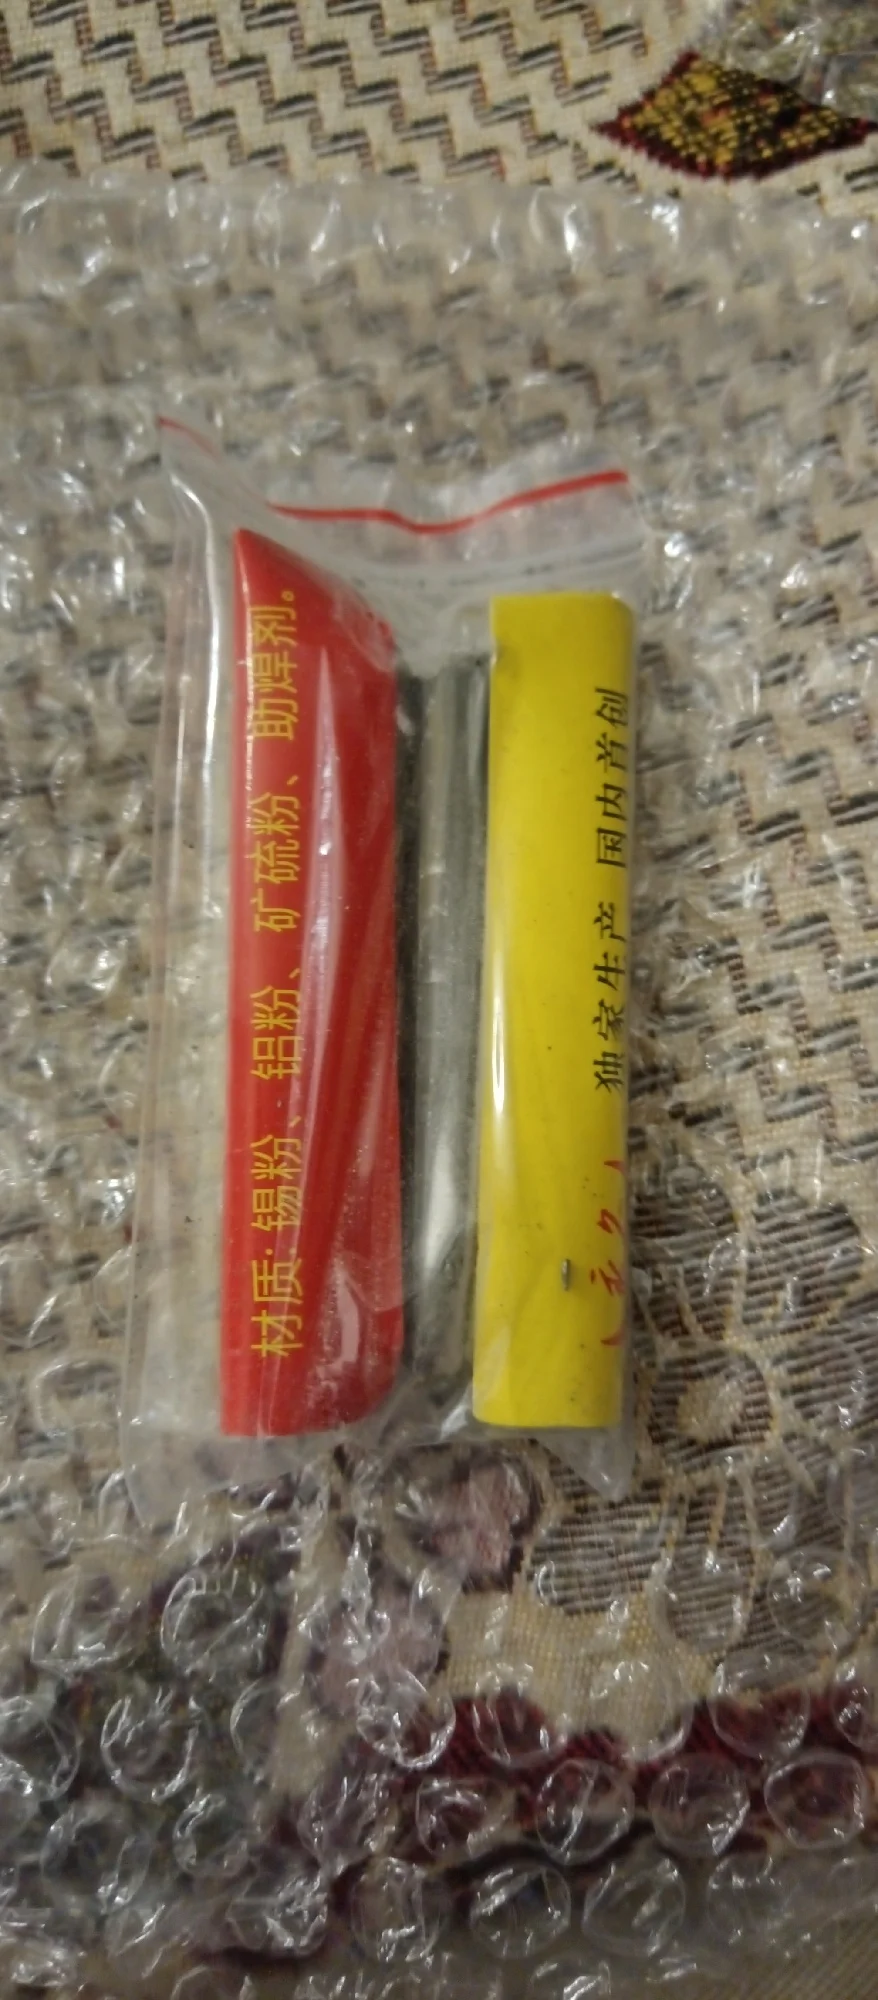 材质:锡粉、铝粉、矿硫粉、助焊剂。
独家生产 国内首创